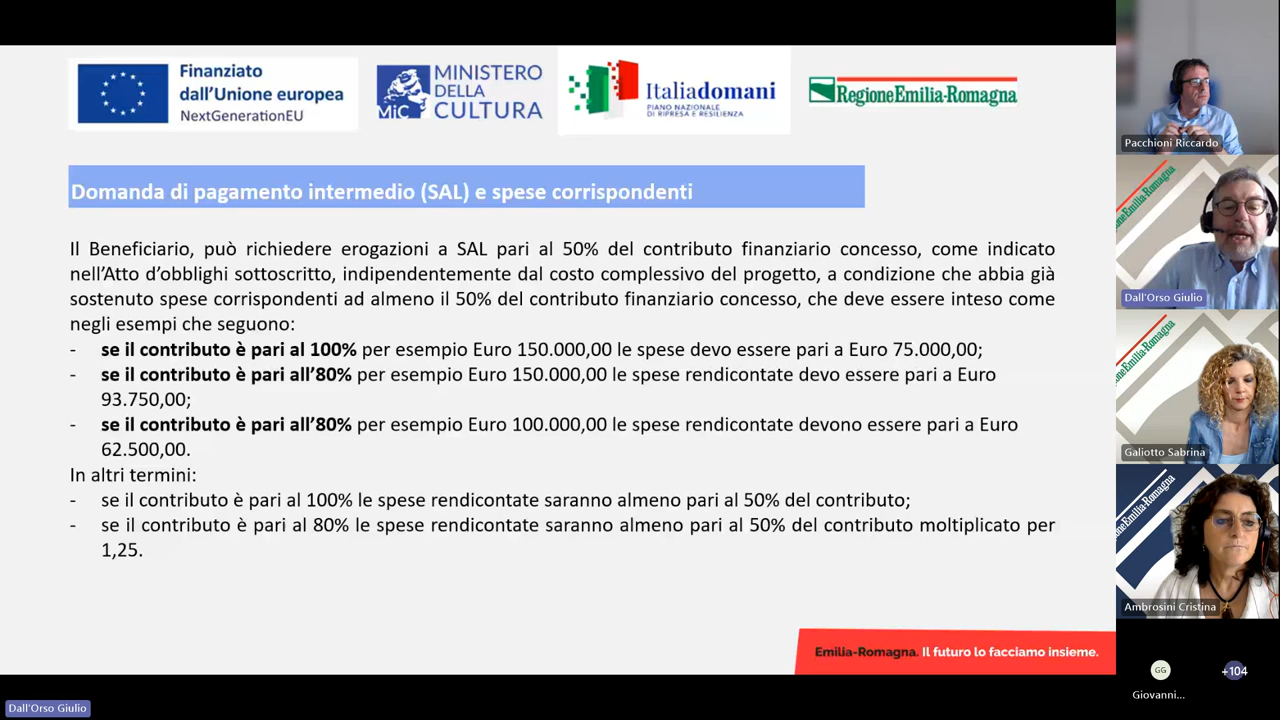 Finanziato
dall'Unione europea
NextGenerationEU
MiC
MINISTERO
DELLA
CULTURA
Italiadomani
PIANO NAZIONALE
DI RIPRESA E RESILIENZA
RegioneEmilia-Romagna
Domanda di pagamento intermedio (SAL) e spese corrispondenti
Il Beneficiario, può richiedere erogazioni a SAL pari al 50% del contributo finanziario concesso, come indicato
nell'Atto d'obblighi sottoscritto, indipendentemente dal costo complessivo del progetto, a condizione che abbia già
sostenuto spese corrispondenti ad almeno il 50% del contributo finanziario concesso, che deve essere inteso come
negli esempi che seguono:
- se il contributo è pari al 100% per esempio Euro 150.000,00 le spese devo essere pari a Euro 75.000,00;
- se il contributo è pari all'80% per esempio Euro 150.000,00 le spese rendicontate devo essere pari a Euro
93.750,00;
- se il contributo è pari all'80% per esempio Euro 100.000,00 le spese rendicontate devono essere pari a Euro
62.500,00.
In altri termini:
- se il contributo è pari al 100% le spese rendicontate saranno almeno pari al 50% del contributo;
- se il contributo è pari al 80% le spese rendicontate saranno almeno pari al 50% del contributo moltiplicato per
1,25.
Emilia-Romagna. Il futuro lo facciamo insieme.
Dall'Orso Giulio
Pacchioni Riccardo
Dall'Orso Giulio
Galiotto Sabrina
Ambrosini Cristina
GG
+104
Giovanni...